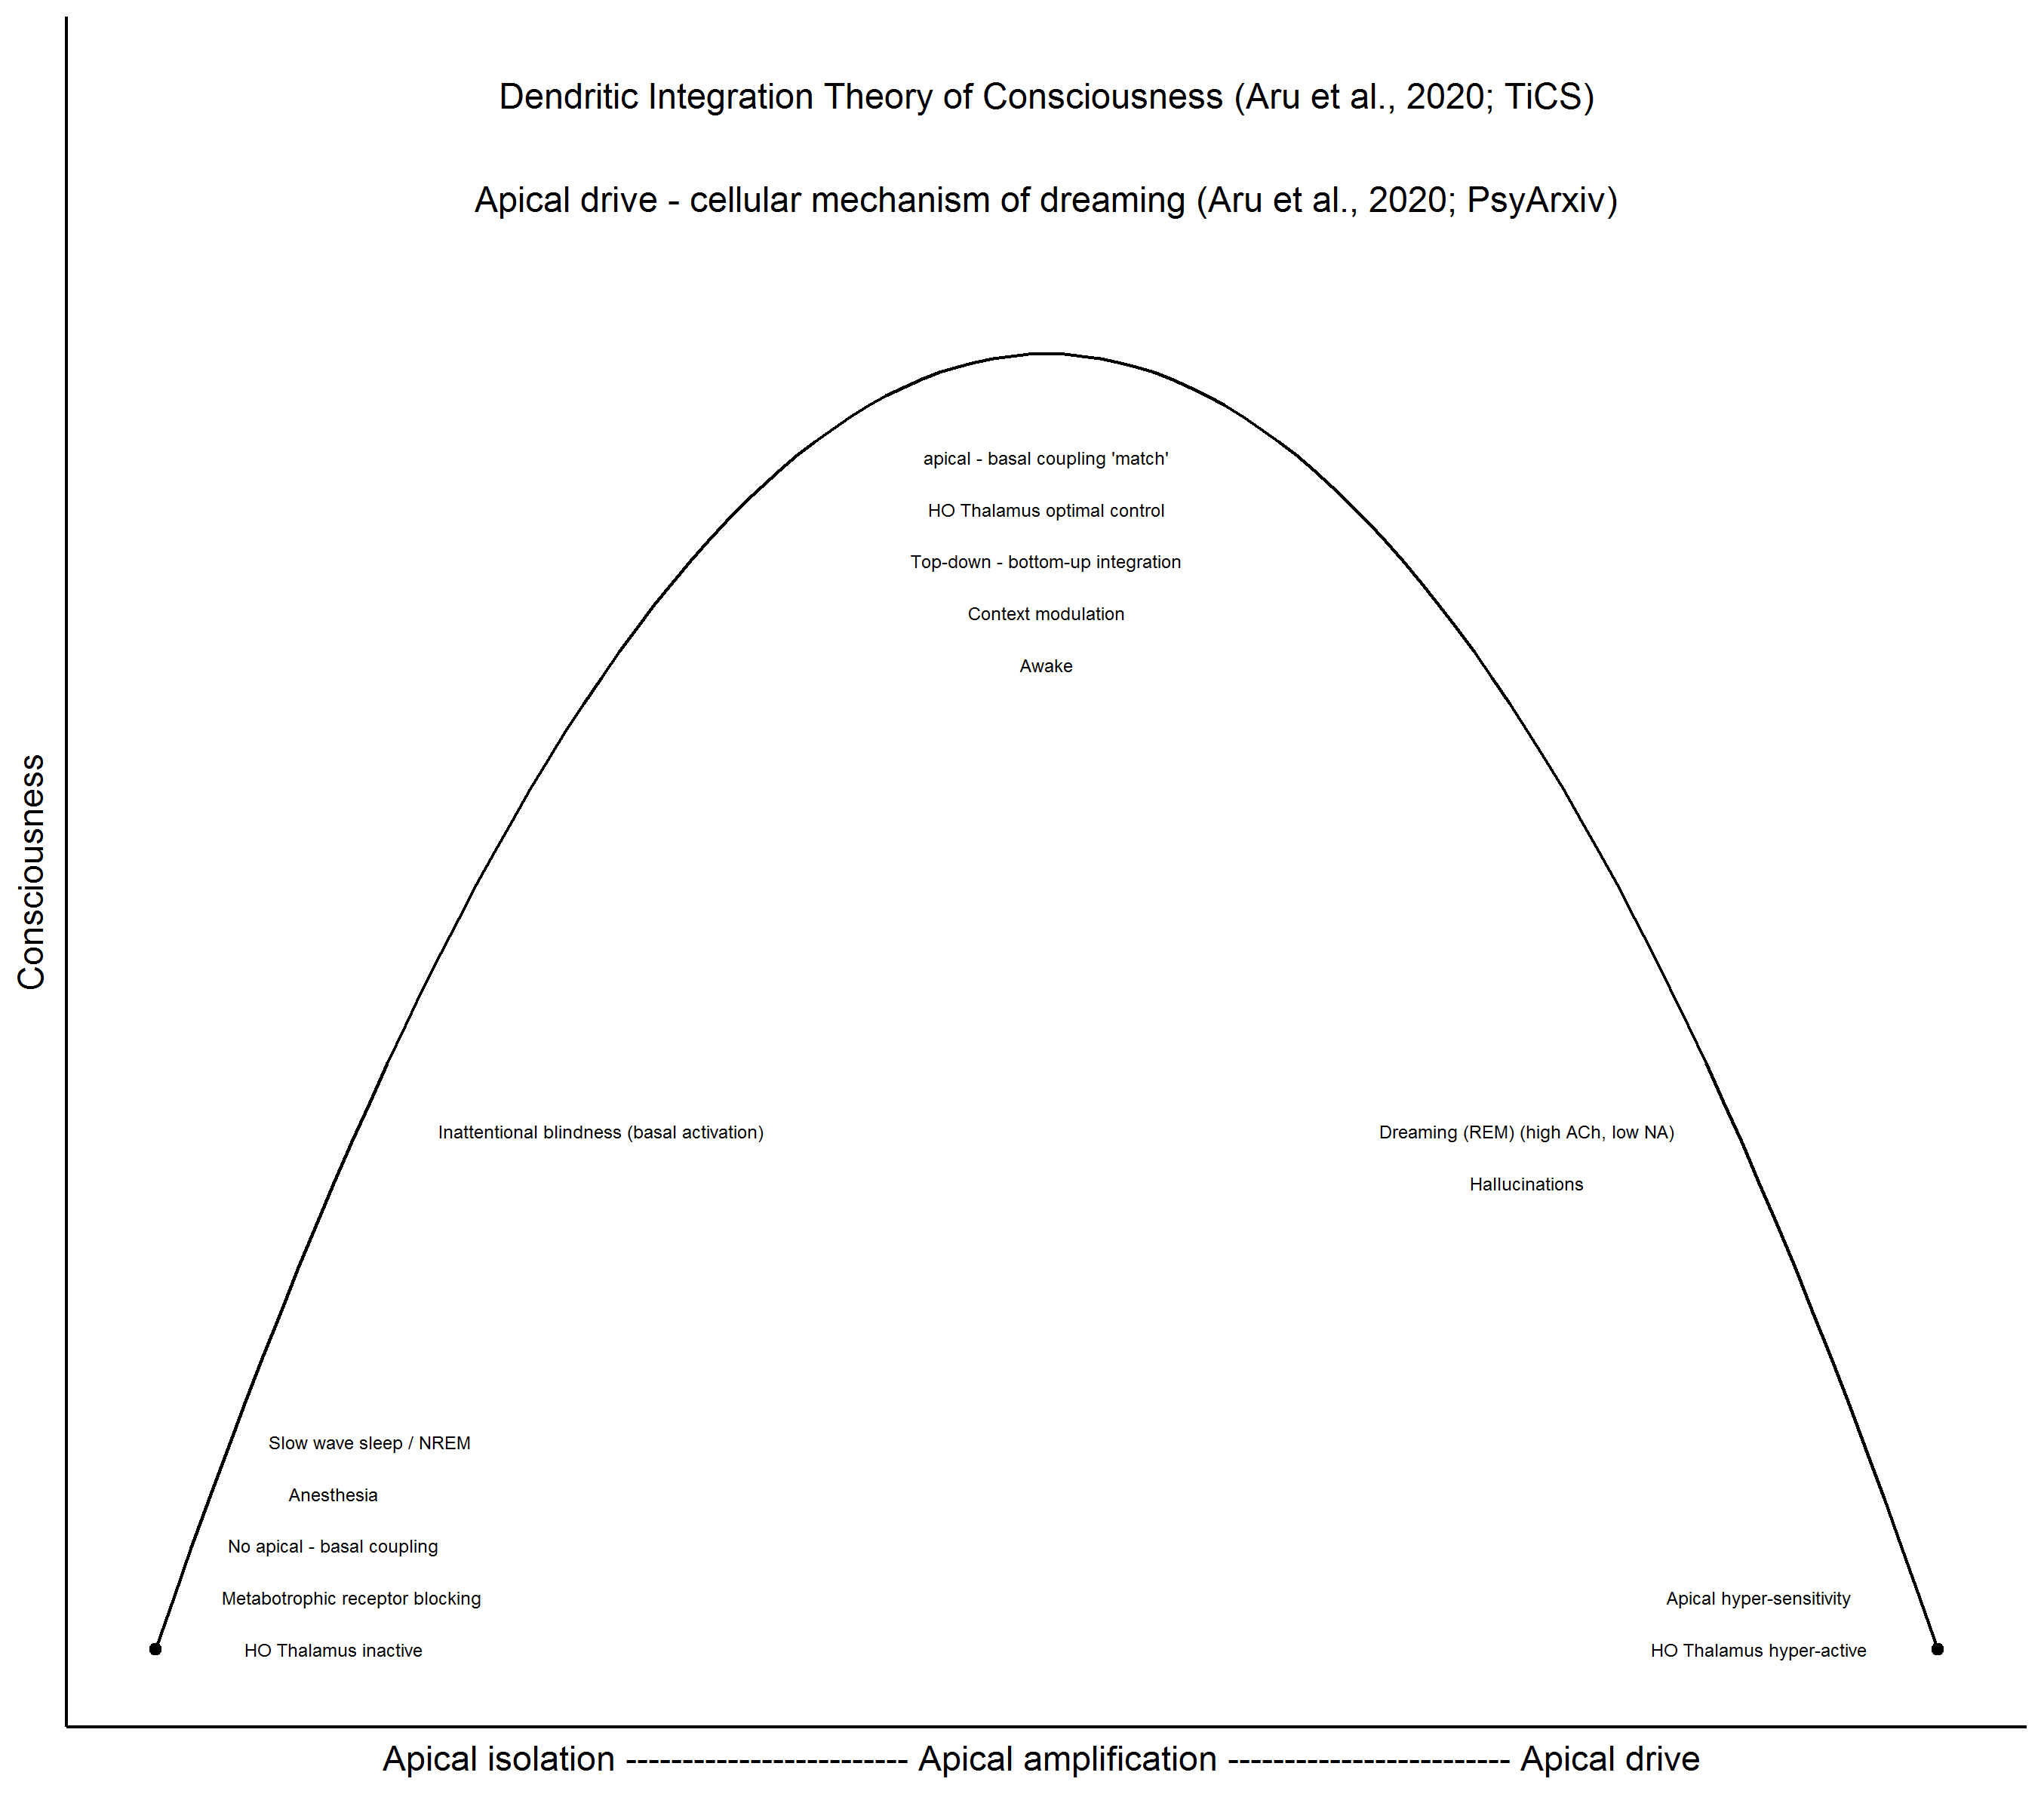 Dendritic Integration Theory of Consciousness (Aru et al., 2020; TiCS)
Apical drive - cellular mechanism of dreaming (Aru et al., 2020; PsyArxiv)
apical - basal coupling 'match'
HO Thalamus optimal control
Top-down - bottom-up integration
Context modulation
Awake
Consciousness
Inattentional blindness (basal activation)
Dreaming (REM) (high ACh, low NA)
Hallucinations
Slow wave sleep / NREM
Anesthesia
No apical - basal coupling
Metabotrophic receptor blocking
HO Thalamus inactive
Apical hyper-sensitivity
HO Thalamus hyper-active
Apical isolation ------------------------- Apical amplification ------------------------- Apical drive